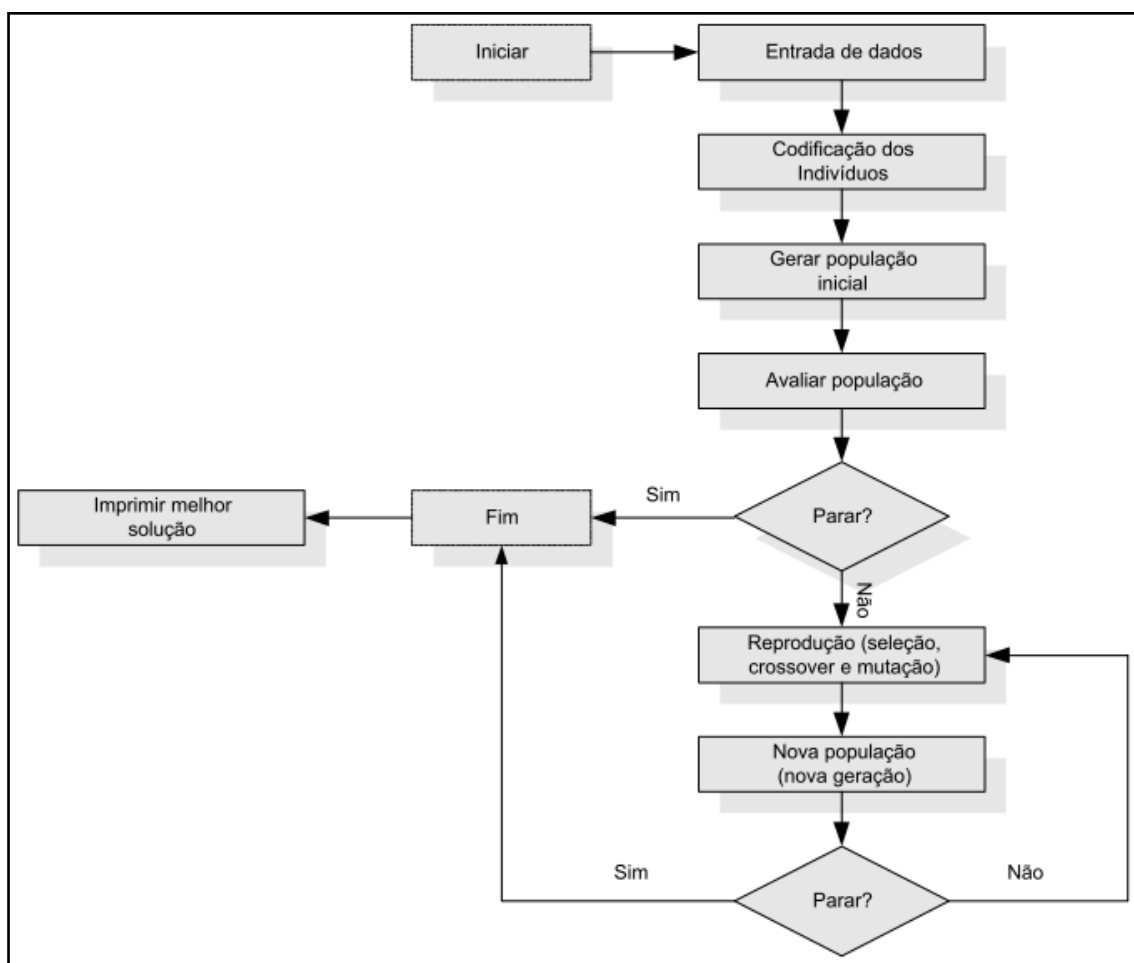 Iniciar
Entrada de dados
Codificação dos
Indivíduos
Gerar população
inicial
Avaliar população
Parar?
Sim
Fim
Imprimir melhor
solução
Não
Reprodução (seleção,
crossover e mutação)
Nova população
(nova geração)
Parar?
Sim
Não